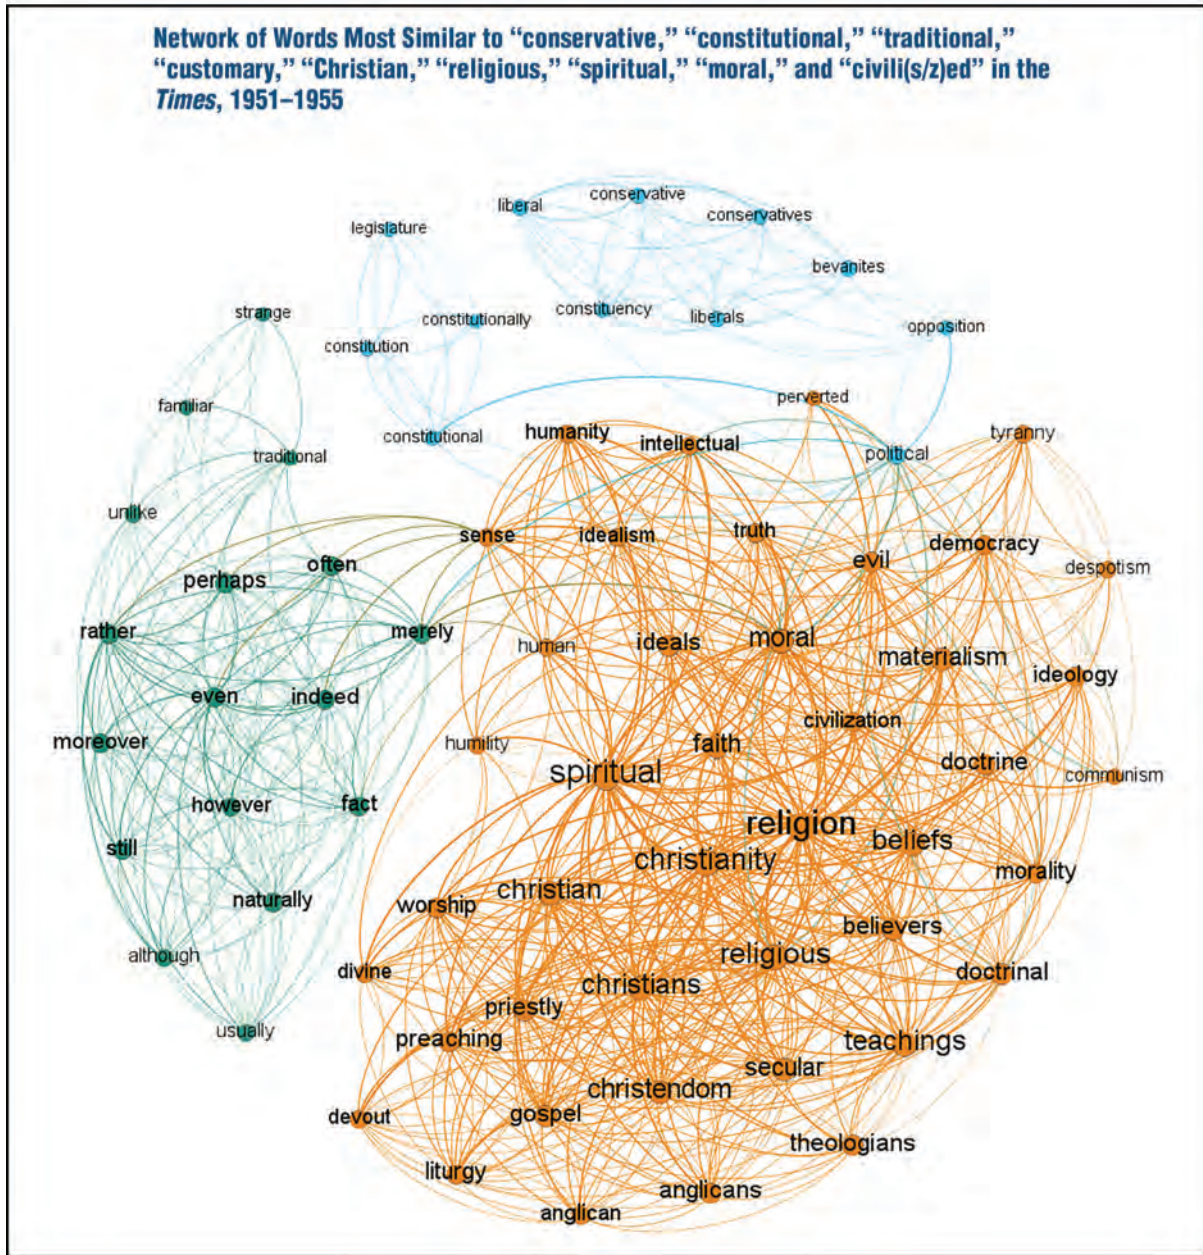 Network of Words Most Similar to “conservative,” “constitutional,” “traditional,”
“customary,” “Christian,” “religious,” “spiritual,” “moral,” and “civili(s/z)ed” in the
Times, 1951–1955
conservative
liberal
conservatives
legislature
bevanites
strange
constituency
constitutionally
liberals
opposition
constitution
perverted
familiar
humanity
tyranny
constitutional
intellectual
political
traditional
unlike
truth
sense
idealism
democracy
evil
often
despotism
perhaps
rather
merely
moral
ideals
human
materialism
ideology
even
indeed
civilization
moreover
humility
faith
doctrine
spiritual
communism
however
fact
religion
still
christianity
beliefs
morality
christian
naturally
worship
believers
although
religious
divine
doctrinal
christians
priestly
usually
preaching
teachings
secular
christendom
devout
gospel
theologians
liturgy
anglicans
anglican